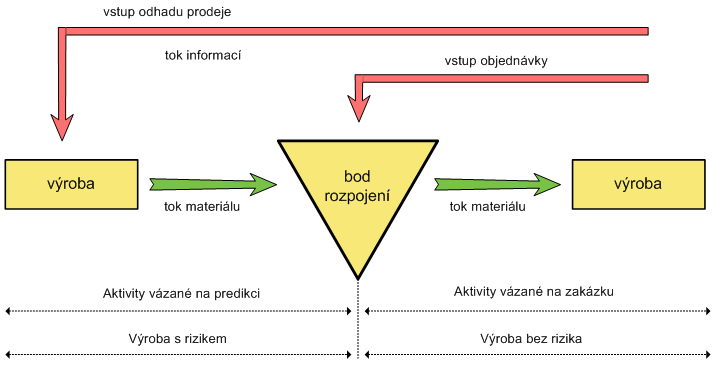 vstup odhadu prodeje
tok informací
vstup objednávky
výroba
bod
rozpojení
výroba
tok materiálu
tok materiálu
Aktivity vázané na predikci
Aktivity vázané na zakázku
Výroba s rizikem
Výroba bez rizika